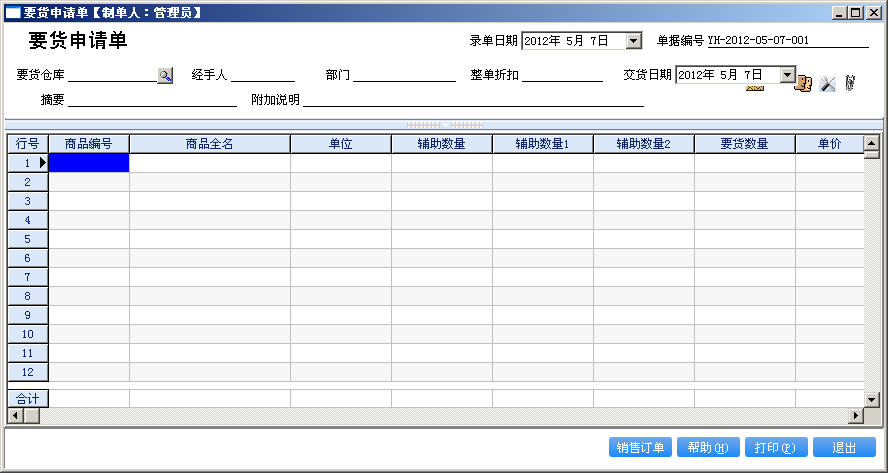 要货申请单【制单人：管理员】
要货申请单 录单日期 2012年 5月 7日 单据编号 YH-2012-05-07-001
要货仓库 经手人 部门 整单折扣 交货日期 2012年 5月 7日
摘要 附加说明
行号 商品编号 商品全名 单位 辅助数量 辅助数量1 辅助数量2 要货数量 单价
1
2
3
4
5
6
7
8
9
10
11
12
合计
销售订单 帮助(H) 打印(P) 退出